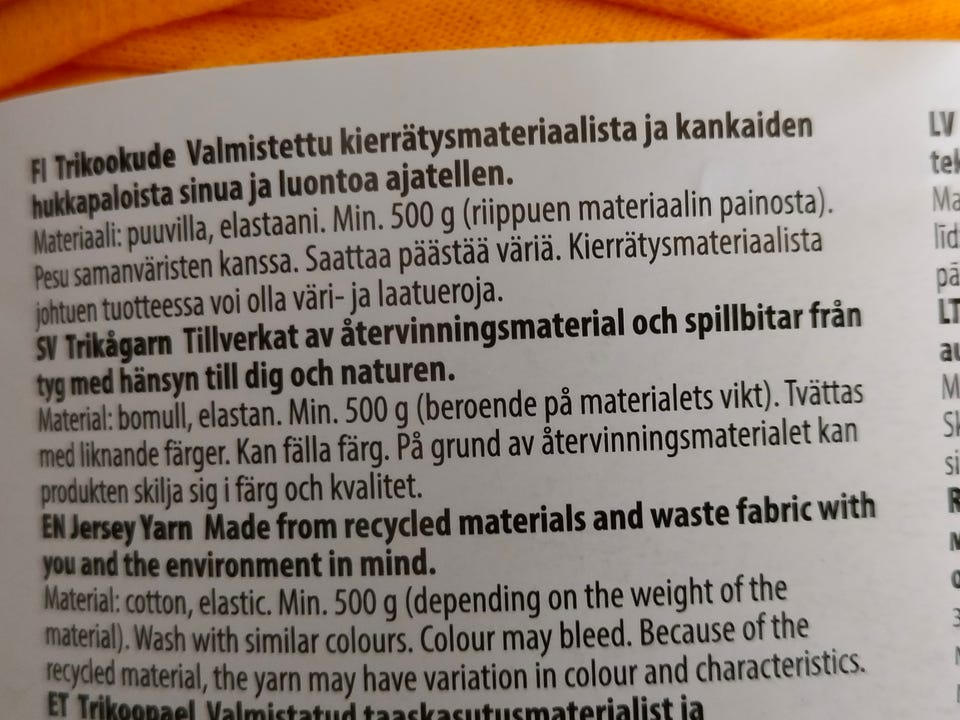 FI Trikookude Valmistettu kierrätysmateriaalista ja kankaiden
hukkapaloista sinua ja luontoa ajatellen.
Materiaali: puuvilla, elastaani. Min. 500 g (riippuen materiaalin painosta).
Pesu samanväristen kanssa. Saattaa päästää väriä. Kierrätysmateriaalista
johtuen tuotteessa voi olla väri- ja laatueroja.
SV Trikågarn Tillverkat av återvinningsmaterial och spillbitar från
tyg med hänsyn till dig och naturen.
Material: bomull, elastan. Min. 500 g (beroende på materialets vikt). Tvättas
med liknande färger. Kan fälla färg. På grund av återvinningsmaterialet kan
produkten skilja sig i färg och kvalitet.
EN Jersey Yarn Made from recycled materials and waste fabric with
you and the environment in mind.
Material: cotton, elastic. Min. 500 g (depending on the weight of the
material). Wash with similar colours. Colour may bleed. Because of the
recycled material, the yarn may have variation in colour and characteristics.
ET Trikoopael Valmistatud taaskasutusmaterialist ja
LV
LT